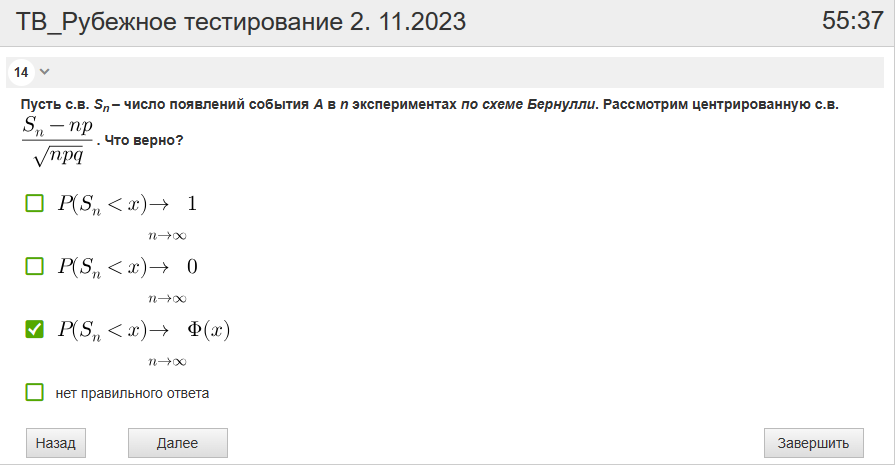 ТВ_Рубежное тестирование 2. 11.2023 55:37
14
Пусть с.в. Sₙ – число появлений события A в n экспериментах по схеме Бернулли. Рассмотрим центрированную с.в.
(Sₙ − np)/√(npq) . Что верно?
P(Sₙ < x)→ 1
n→∞
P(Sₙ < x)→ 0
n→∞
P(Sₙ < x)→ Φ(x)
n→∞
нет правильного ответа
Назад Далее Завершить